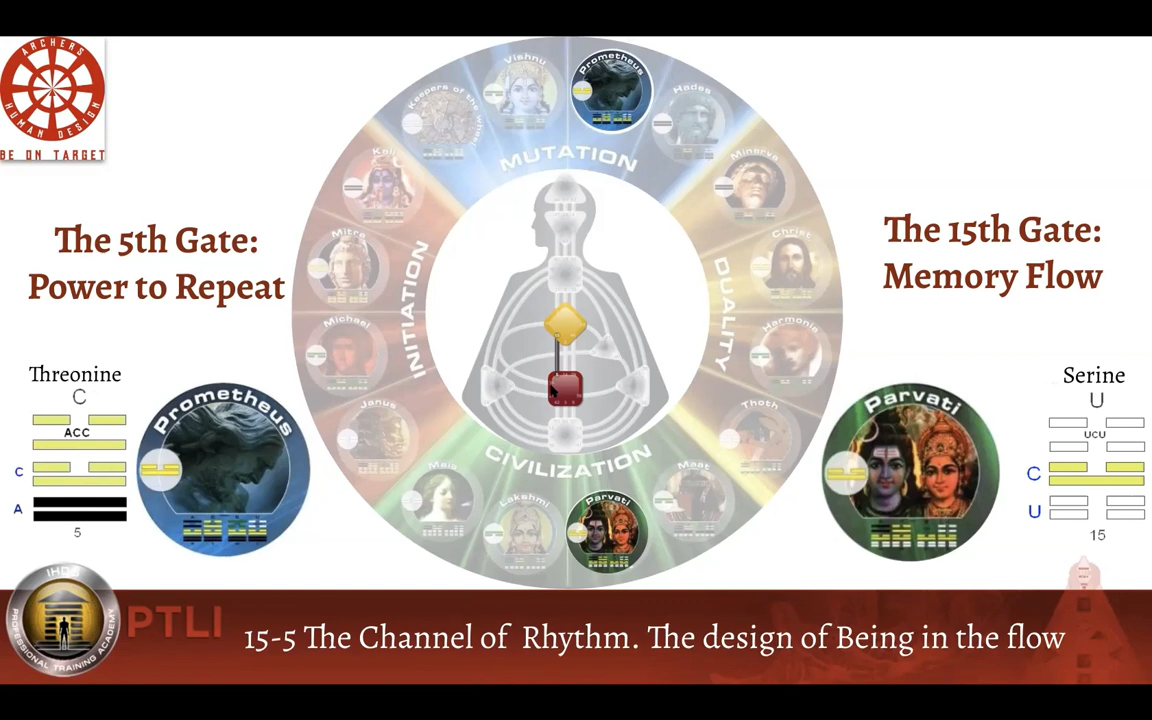 ARCHERS
HUMAN DESIGN
BE ON TARGET
Keepers of the wheel
Vishnu
Prometheus
Hades
Minerva
Christ
Harmonia
Thoth
Maat
Parvati
Lakshmi
Maia
Janus
Michael
Mitra
Kali
MUTATION
DUALITY
CIVILIZATION
INITIATION
The 5th Gate:
Power to Repeat
Threonine
C
ACC
C
A
5
Prometheus
The 15th Gate:
Memory Flow
Serine
U
UCU
C
U
15
Parvati
IHDS
PROFESSIONAL TRAINING ACADEMY
PTLI
15-5 The Channel of Rhythm. The design of Being in the flow